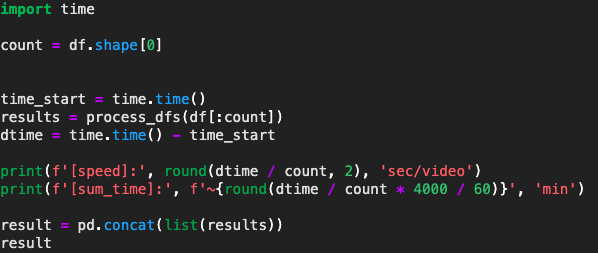 import time
count = df.shape[0]
time_start = time.time()
results = process_dfs(df[:count])
dtime = time.time() - time_start
print(f'[speed]:', round(dtime / count, 2), 'sec/video')
print(f'[sum_time]:', f'~{round(dtime / count * 4000 / 60)}', 'min')
result = pd.concat(list(results))
result